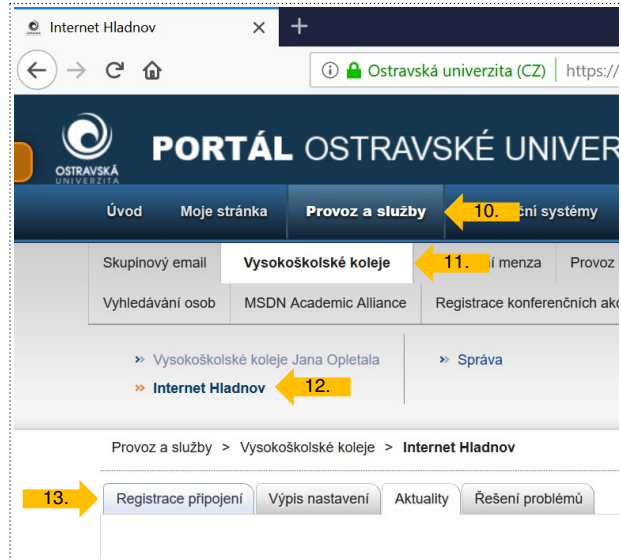 Internet Hladnov
Ostravská univerzita (CZ) https://
OSTRAVSKÁ
UNIVERZITA
PORTÁL OSTRAVSKÉ UNIVER
Úvod Moje stránka Provoz a služby 10. ční systémy
Skupinový email Vysokoškolské koleje 11. í menza Provoz
Vyhledávání osob MSDN Academic Alliance Registrace konferenčních ako
» Vysokoškolské koleje Jana Opletala » Správa
» Internet Hladnov 12.
Provoz a služby > Vysokoškolské koleje > Internet Hladnov
13. Registrace připojení Výpis nastavení Aktuality Řešení problémů